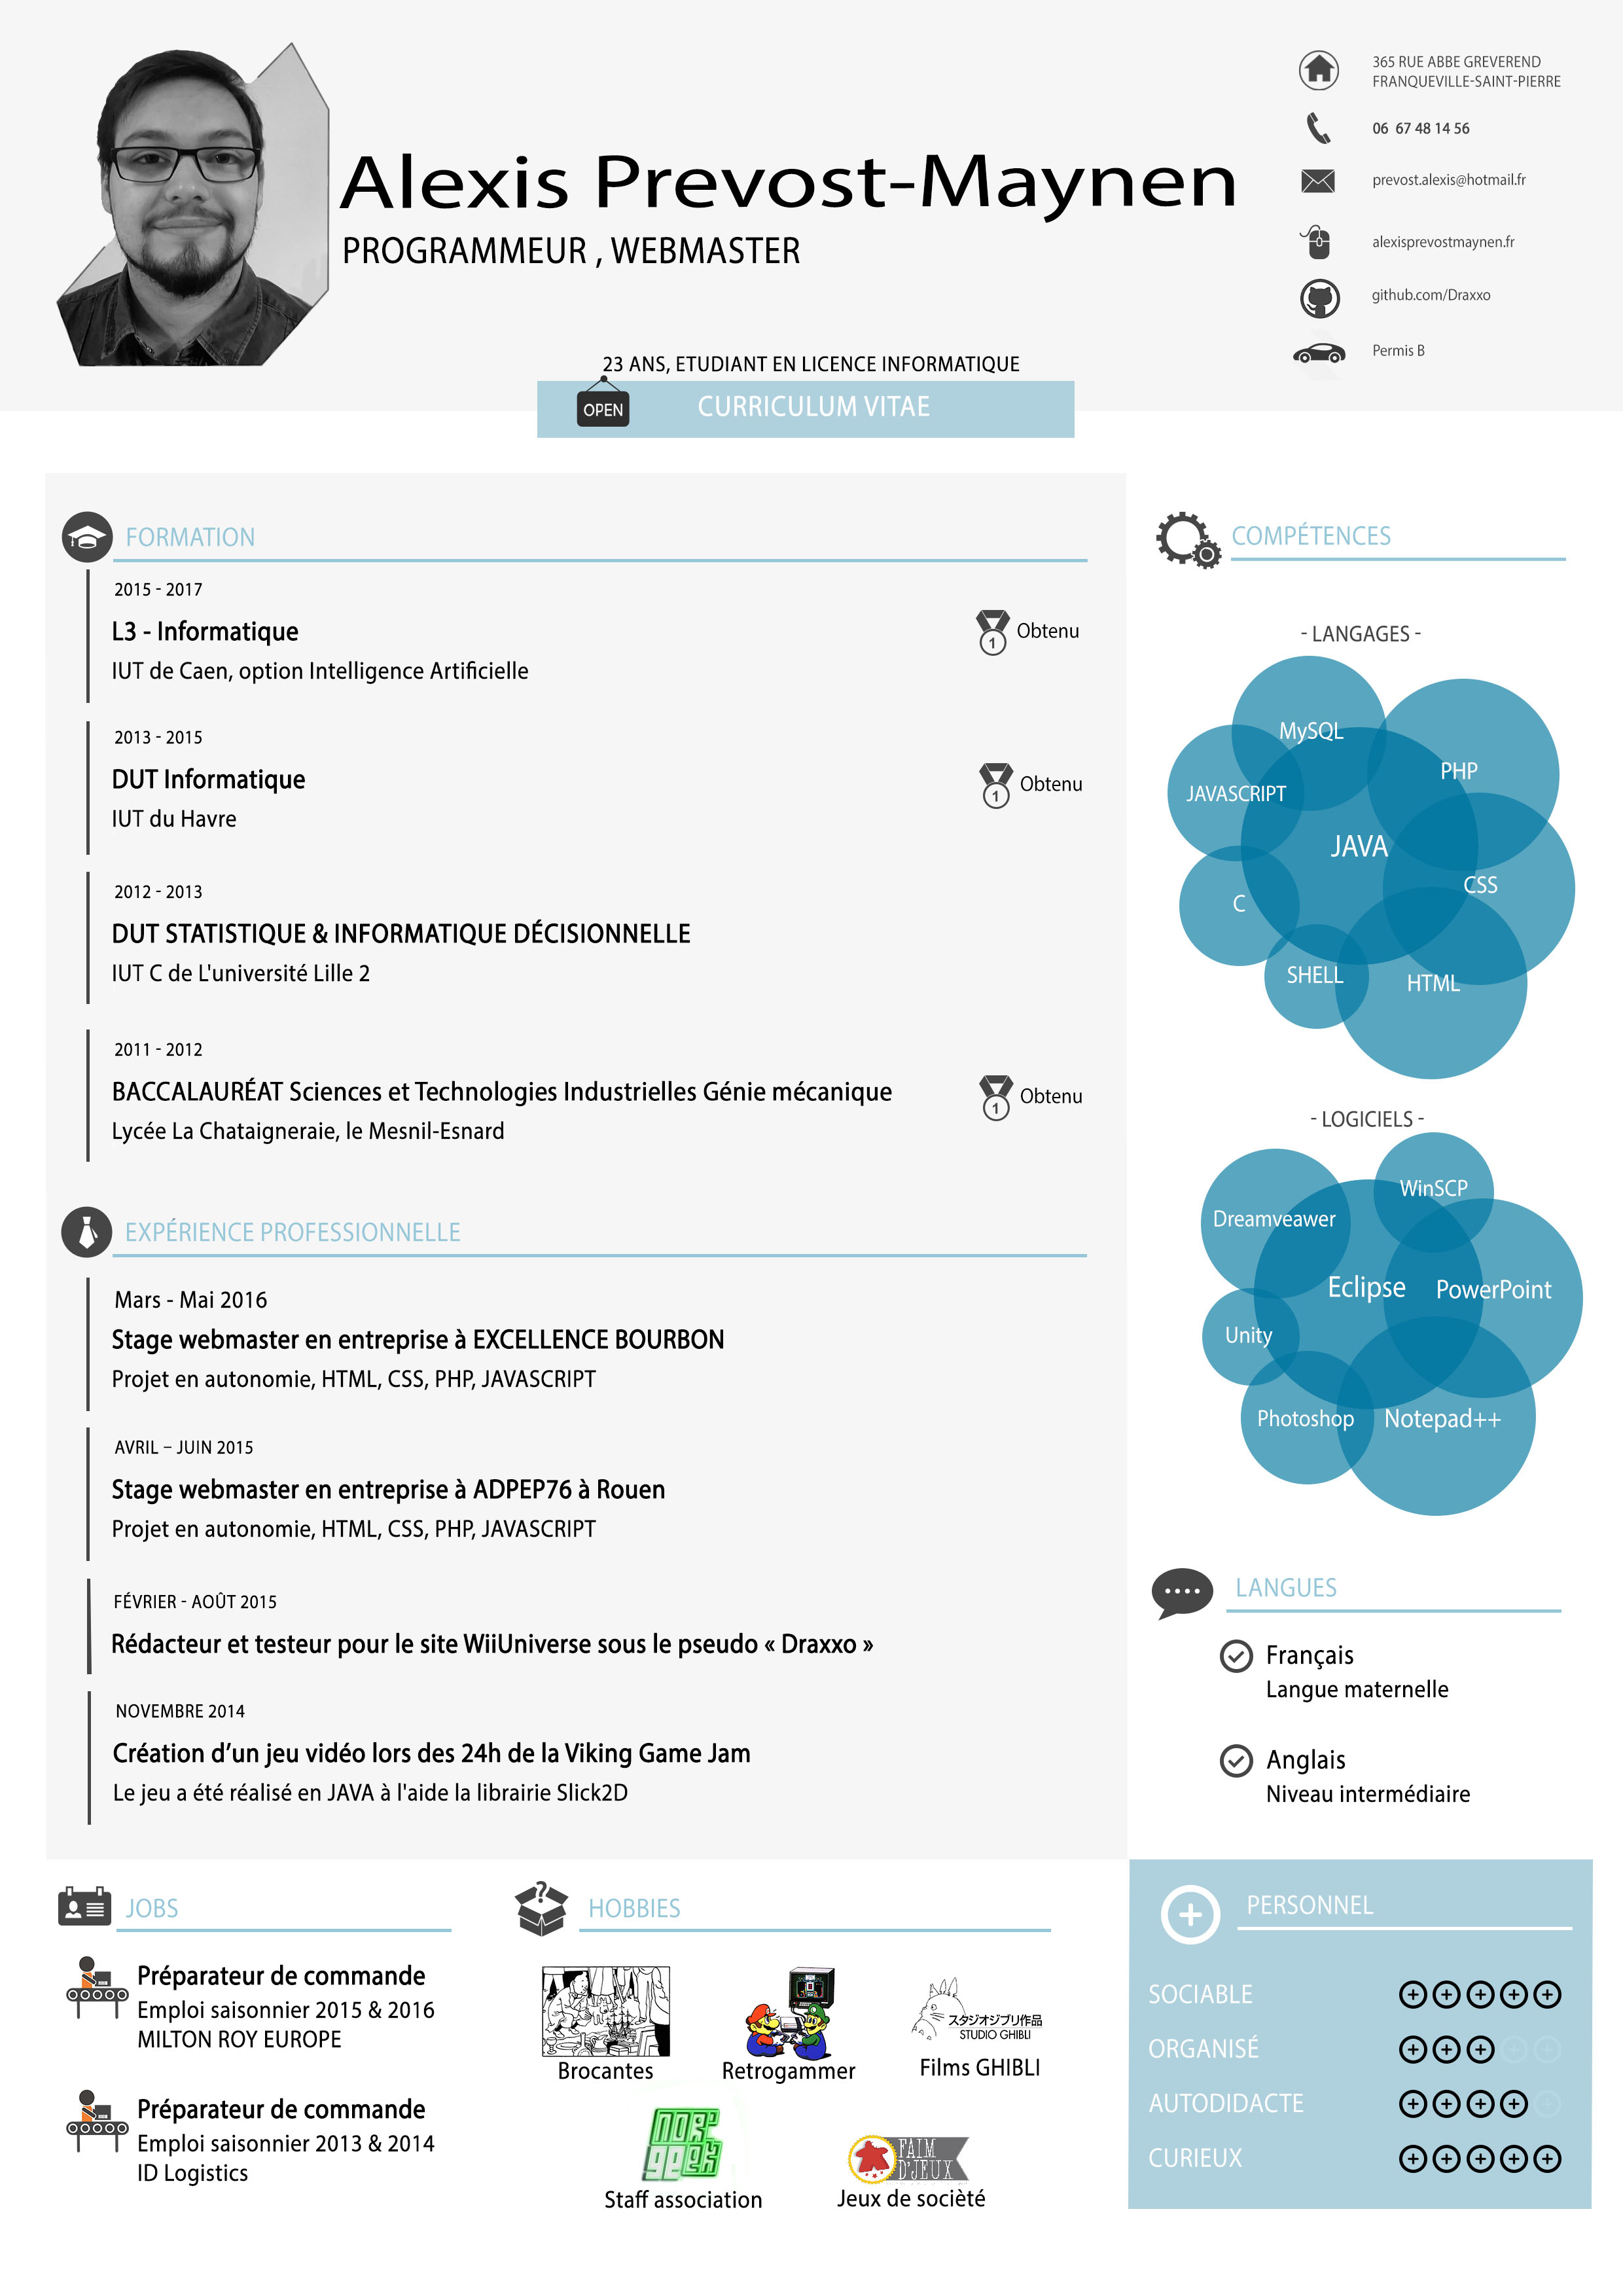 Alexis Prevost-Maynen
PROGRAMMEUR , WEBMASTER
365 RUE ABBE GREVEREND
FRANQUEVILLE-SAINT-PIERRE
06 67 48 14 56
prevost.alexis@hotmail.fr
alexisprevostmaynen.fr
github.com/Draxxo
Permis B
23 ANS, ETUDIANT EN LICENCE INFORMATIQUE
OPEN
CURRICULUM VITAE
FORMATION
2015 - 2017
L3 - Informatique
1 Obtenu
IUT de Caen, option Intelligence Artificielle
2013 - 2015
DUT Informatique
1 Obtenu
IUT du Havre
2012 - 2013
DUT STATISTIQUE & INFORMATIQUE DÉCISIONNELLE
IUT C de L'université Lille 2
2011 - 2012
BACCALAURÉAT Sciences et Technologies Industrielles Génie mécanique
1 Obtenu
Lycée La Chataigneraie, le Mesnil-Esnard
EXPÉRIENCE PROFESSIONNELLE
Mars - Mai 2016
Stage webmaster en entreprise à EXCELLENCE BOURBON
Projet en autonomie, HTML, CSS, PHP, JAVASCRIPT
AVRIL – JUIN 2015
Stage webmaster en entreprise à ADPEP76 à Rouen
Projet en autonomie, HTML, CSS, PHP, JAVASCRIPT
FÉVRIER - AOÛT 2015
Rédacteur et testeur pour le site WiiUniverse sous le pseudo « Draxxo »
NOVEMBRE 2014
Création d’un jeu vidéo lors des 24h de la Viking Game Jam
Le jeu a été réalisé en JAVA à l'aide la librairie Slick2D
COMPÉTENCES
- LANGAGES -
MySQL
PHP
JAVASCRIPT
JAVA
CSS
C
SHELL
HTML
- LOGICIELS -
WinSCP
Dreamveawer
Eclipse
PowerPoint
Unity
Photoshop
Notepad++
LANGUES
Français
Langue maternelle
Anglais
Niveau intermédiaire
JOBS
Préparateur de commande
Emploi saisonnier 2015 & 2016
MILTON ROY EUROPE
Préparateur de commande
Emploi saisonnier 2013 & 2014
ID Logistics
HOBBIES
Brocantes
Retrogammer
スタジオジブリ作品
STUDIO GHIBLI
Films GHIBLI
nor'
geek
Staff association
FAIM
D'JEUX
Jeux de socièté
PERSONNEL
SOCIABLE
ORGANISÉ
AUTODIDACTE
CURIEUX